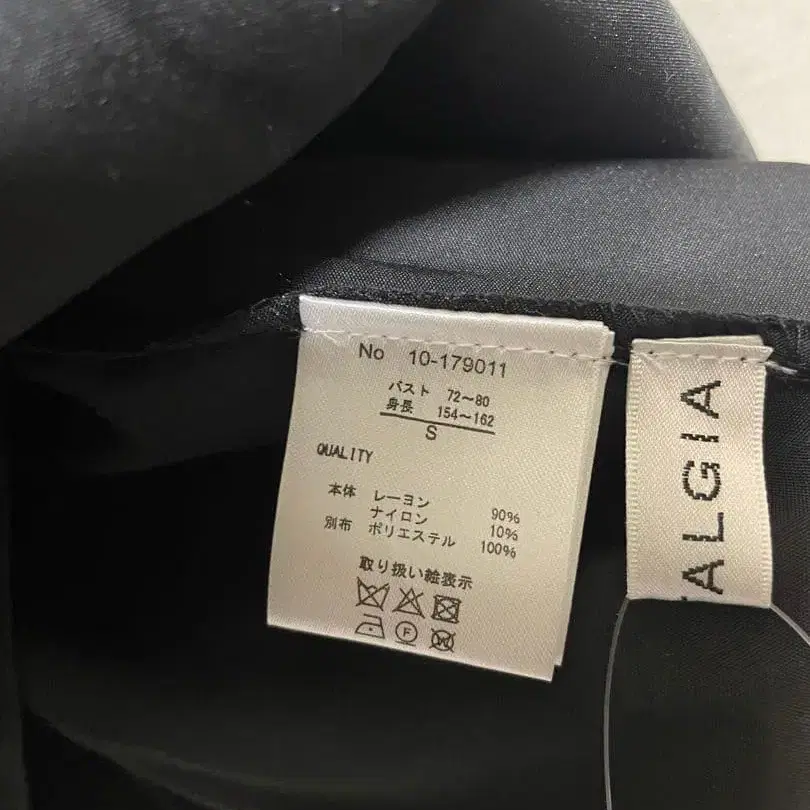 No 10-179011
バスト 72～80
身長 154～162
S
QUALITY
本体 レーヨン 90%
ナイロン 10%
別布 ポリエステル 100%
取り扱い絵表示
F
W
ALGIA